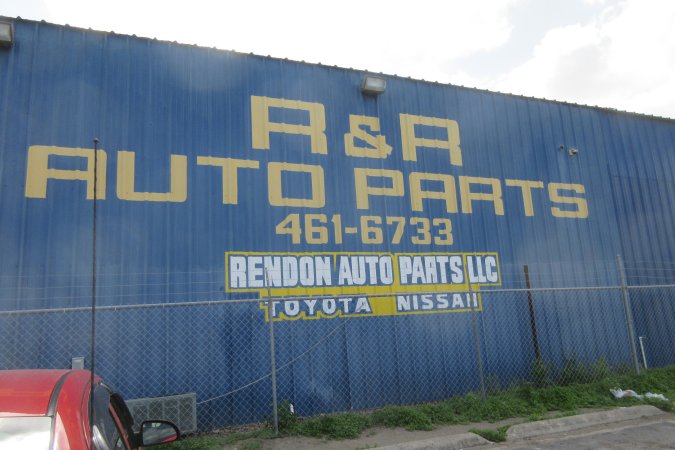 R & R
AUTO PARTS
461-6733
RENDON AUTO PARTS LLC
TOYOTA NISSAN